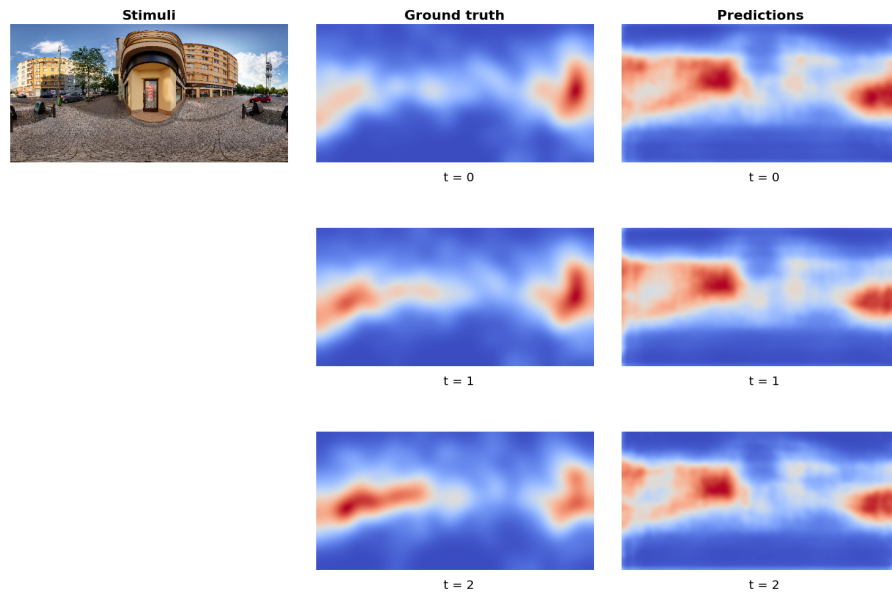 Stimuli
Ground truth
Predictions
t = 0
t = 0
t = 1
t = 1
t = 2
t = 2